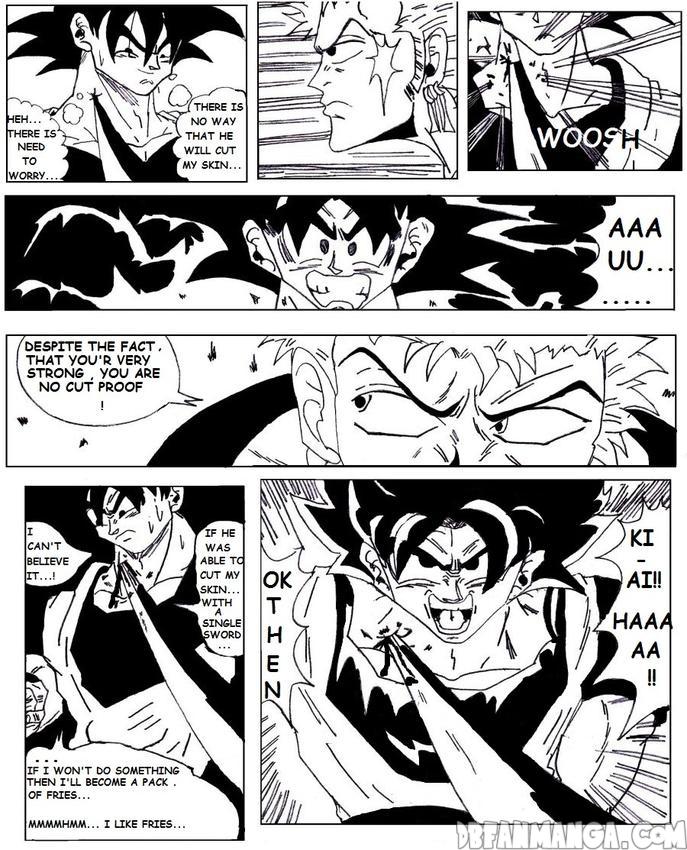 HEH...
THERE IS
NEED
TO
WORRY...
THERE IS
NO WAY
THAT HE
WILL CUT
MY SKIN...
WOOSH
AAA
UU...
.....
DESPITE THE FACT ,
THAT YOU'R VERY
STRONG , YOU ARE
NO CUT PROOF
!
I
CAN'T
BELIEVE
IT...!
IF HE
WAS
ABLE TO
CUT MY
SKIN...
WITH
A
SINGLE
SWORD
...
...
IF I WON'T DO SOMETHING
THEN I'LL BECOME A PACK .
OF FRIES...
MMMMHMM... I LIKE FRIES...
OK
T
H
E
N
KI
-
AI!!
HAAA
AA
!!
DBFANMANGA.COM